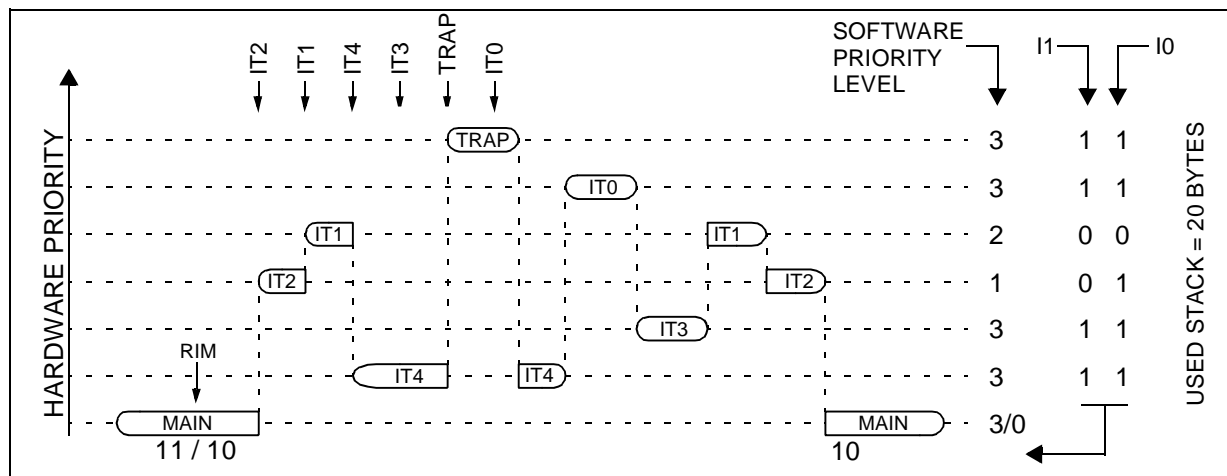 IT2
IT1
IT4
IT3
TRAP
IT0
SOFTWARE
PRIORITY
LEVEL
I1
I0
HARDWARE PRIORITY
TRAP
3
1 1
IT0
3
1 1
IT1
IT1
2
0 0
IT2
IT2
1
0 1
IT3
3
1 1
RIM
IT4
IT4
3
1 1
MAIN
MAIN
3/0
11 / 10
10
USED STACK = 20 BYTES